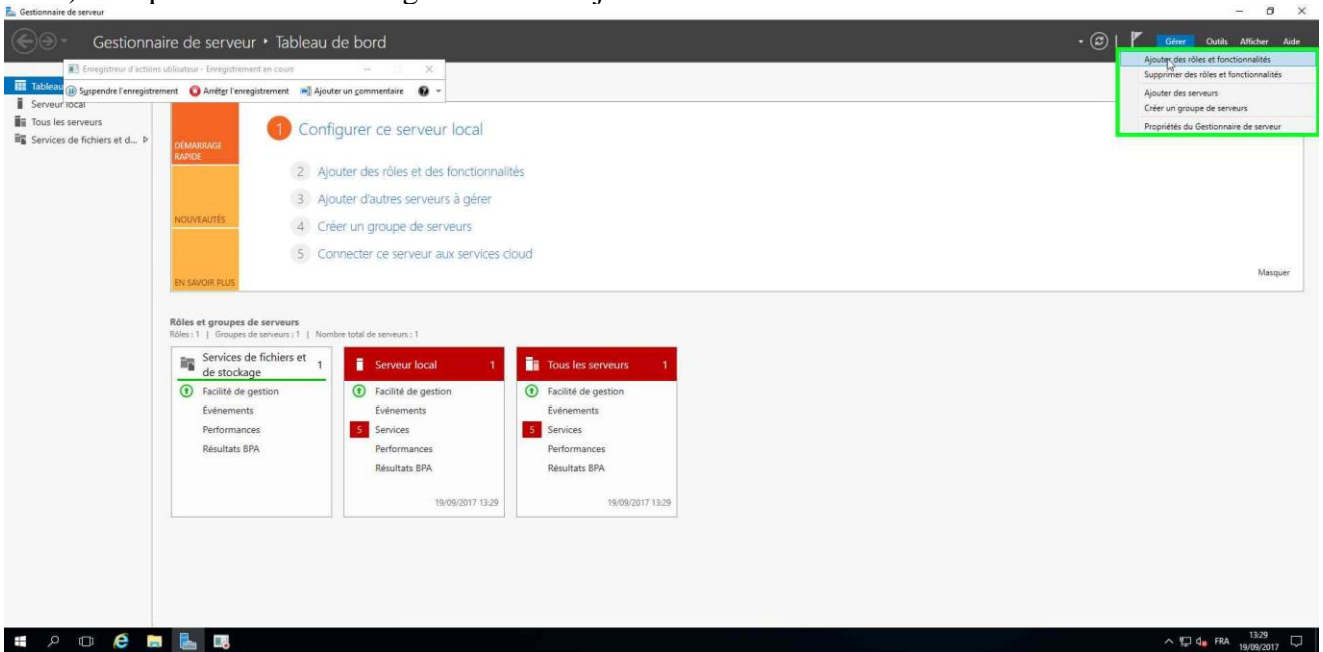 Gestionnaire de serveur
Gestionnaire de serveur • Tableau de bord
Gérer Outils Afficher Aide
Enregistreur d'actions utilisateur - Enregistrement en cours
Suspendre l'enregistrement Arrêter l'enregistrement Ajouter un commentaire
Ajouter des rôles et fonctionnalités
Supprimer des rôles et fonctionnalités
Ajouter des serveurs
Créer un groupe de serveurs
Propriétés du Gestionnaire de serveur
Tableau
Serveur local
Tous les serveurs
Services de fichiers et d...
DÉMARRAGE
RAPIDE
NOUVEAUTÉS
EN SAVOIR PLUS
1 Configurer ce serveur local
2 Ajouter des rôles et des fonctionnalités
3 Ajouter d'autres serveurs à gérer
4 Créer un groupe de serveurs
5 Connecter ce serveur aux services cloud
Masquer
Rôles et groupes de serveurs
Rôles : 1 | Groupes de serveurs : 1 | Nombre total de serveurs : 1
Services de fichiers et
de stockage
1
Facilité de gestion
Événements
Performances
Résultats BPA
Serveur local 1
Facilité de gestion
Événements
5 Services
Performances
Résultats BPA
19/09/2017 13:29
Tous les serveurs 1
Facilité de gestion
Événements
5 Services
Performances
Résultats BPA
19/09/2017 13:29
FRA
13:29
19/09/2017